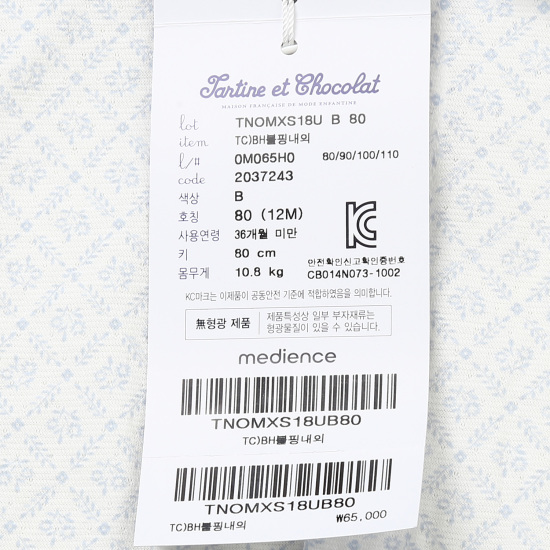 Tartine et Chocolat
MAISON FRANÇAISE DE MODE ENFANTINE
lot TNOMXS18U B 80
item TC)BH볼핑내의
l/# 0M065H0 80/90/100/110
code 2037243
색상 B
호칭 80 (12M)
사용연령 36개월 미만
키 80 cm
몸무게 10.8 kg
안전확인신고확인증번호
CB014N073-1002
KC마크는 이제품이 공동안전 기준에 적합하였음을 의미합니다.
無형광 제품 제품특성상 일부 부자재류는
형광물질이 있을 수 있습니다.
medience
TNOMXS18UB80
TC)BH볼핑내의
TNOMXS18UB80
TC)BH볼핑내의 ₩65,000